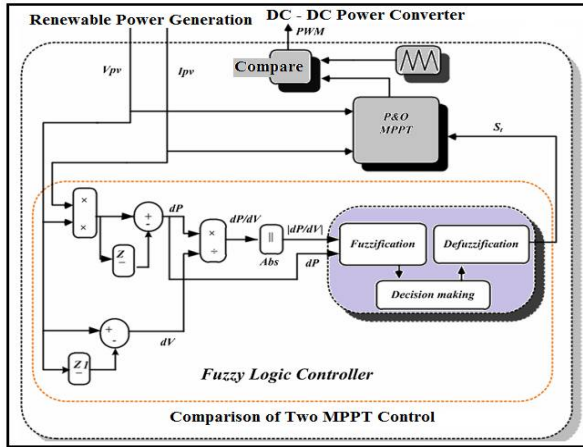 Renewable Power Generation
DC - DC Power Converter
PWM
Vpv
Ipv
Compare
P&O
MPPT
S
×
×
+
-
dP
dP/dV
|dP/dV|
×
÷
||
Abs
dP
Z
-
Fuzzification
Defuzzification
Decision making
+
-
dV
Z 1
-
Fuzzy Logic Controller
Comparison of Two MPPT Control